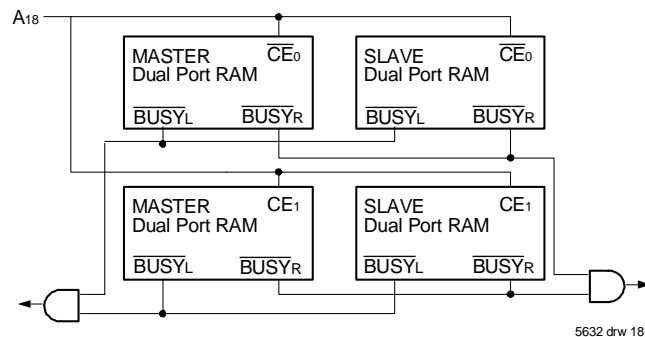 A18
MASTER CE0
Dual Port RAM
BUSYL BUSYR
SLAVE CE0
Dual Port RAM
BUSYL BUSYR
MASTER CE1
Dual Port RAM
BUSYL BUSYR
SLAVE CE1
Dual Port RAM
BUSYL BUSYR
5632 drw 18